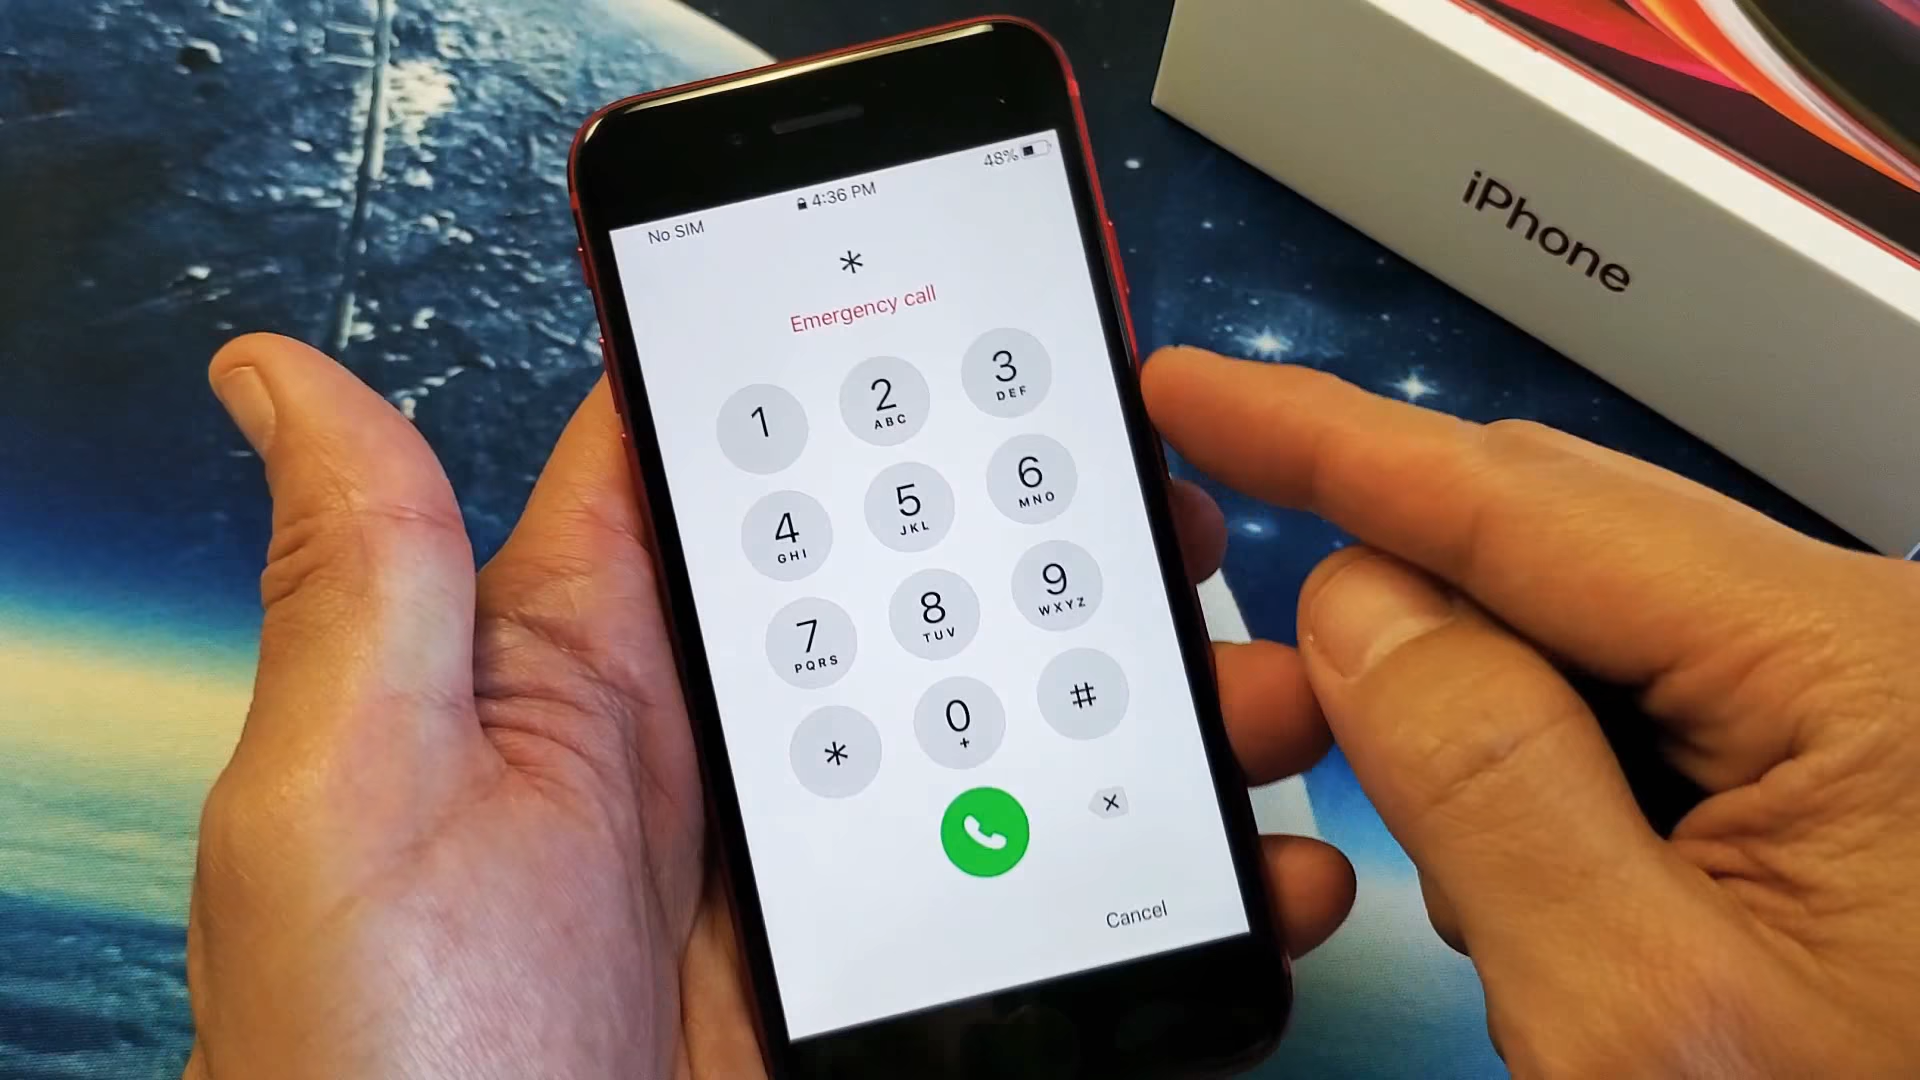 48%
4:36 PM
No SIM
*
Emergency call
1
2
ABC
3
DEF
4
GHI
5
JKL
6
MNO
7
PQRS
8
TUV
9
WXYZ
*
0
+
#
Cancel
iPhone